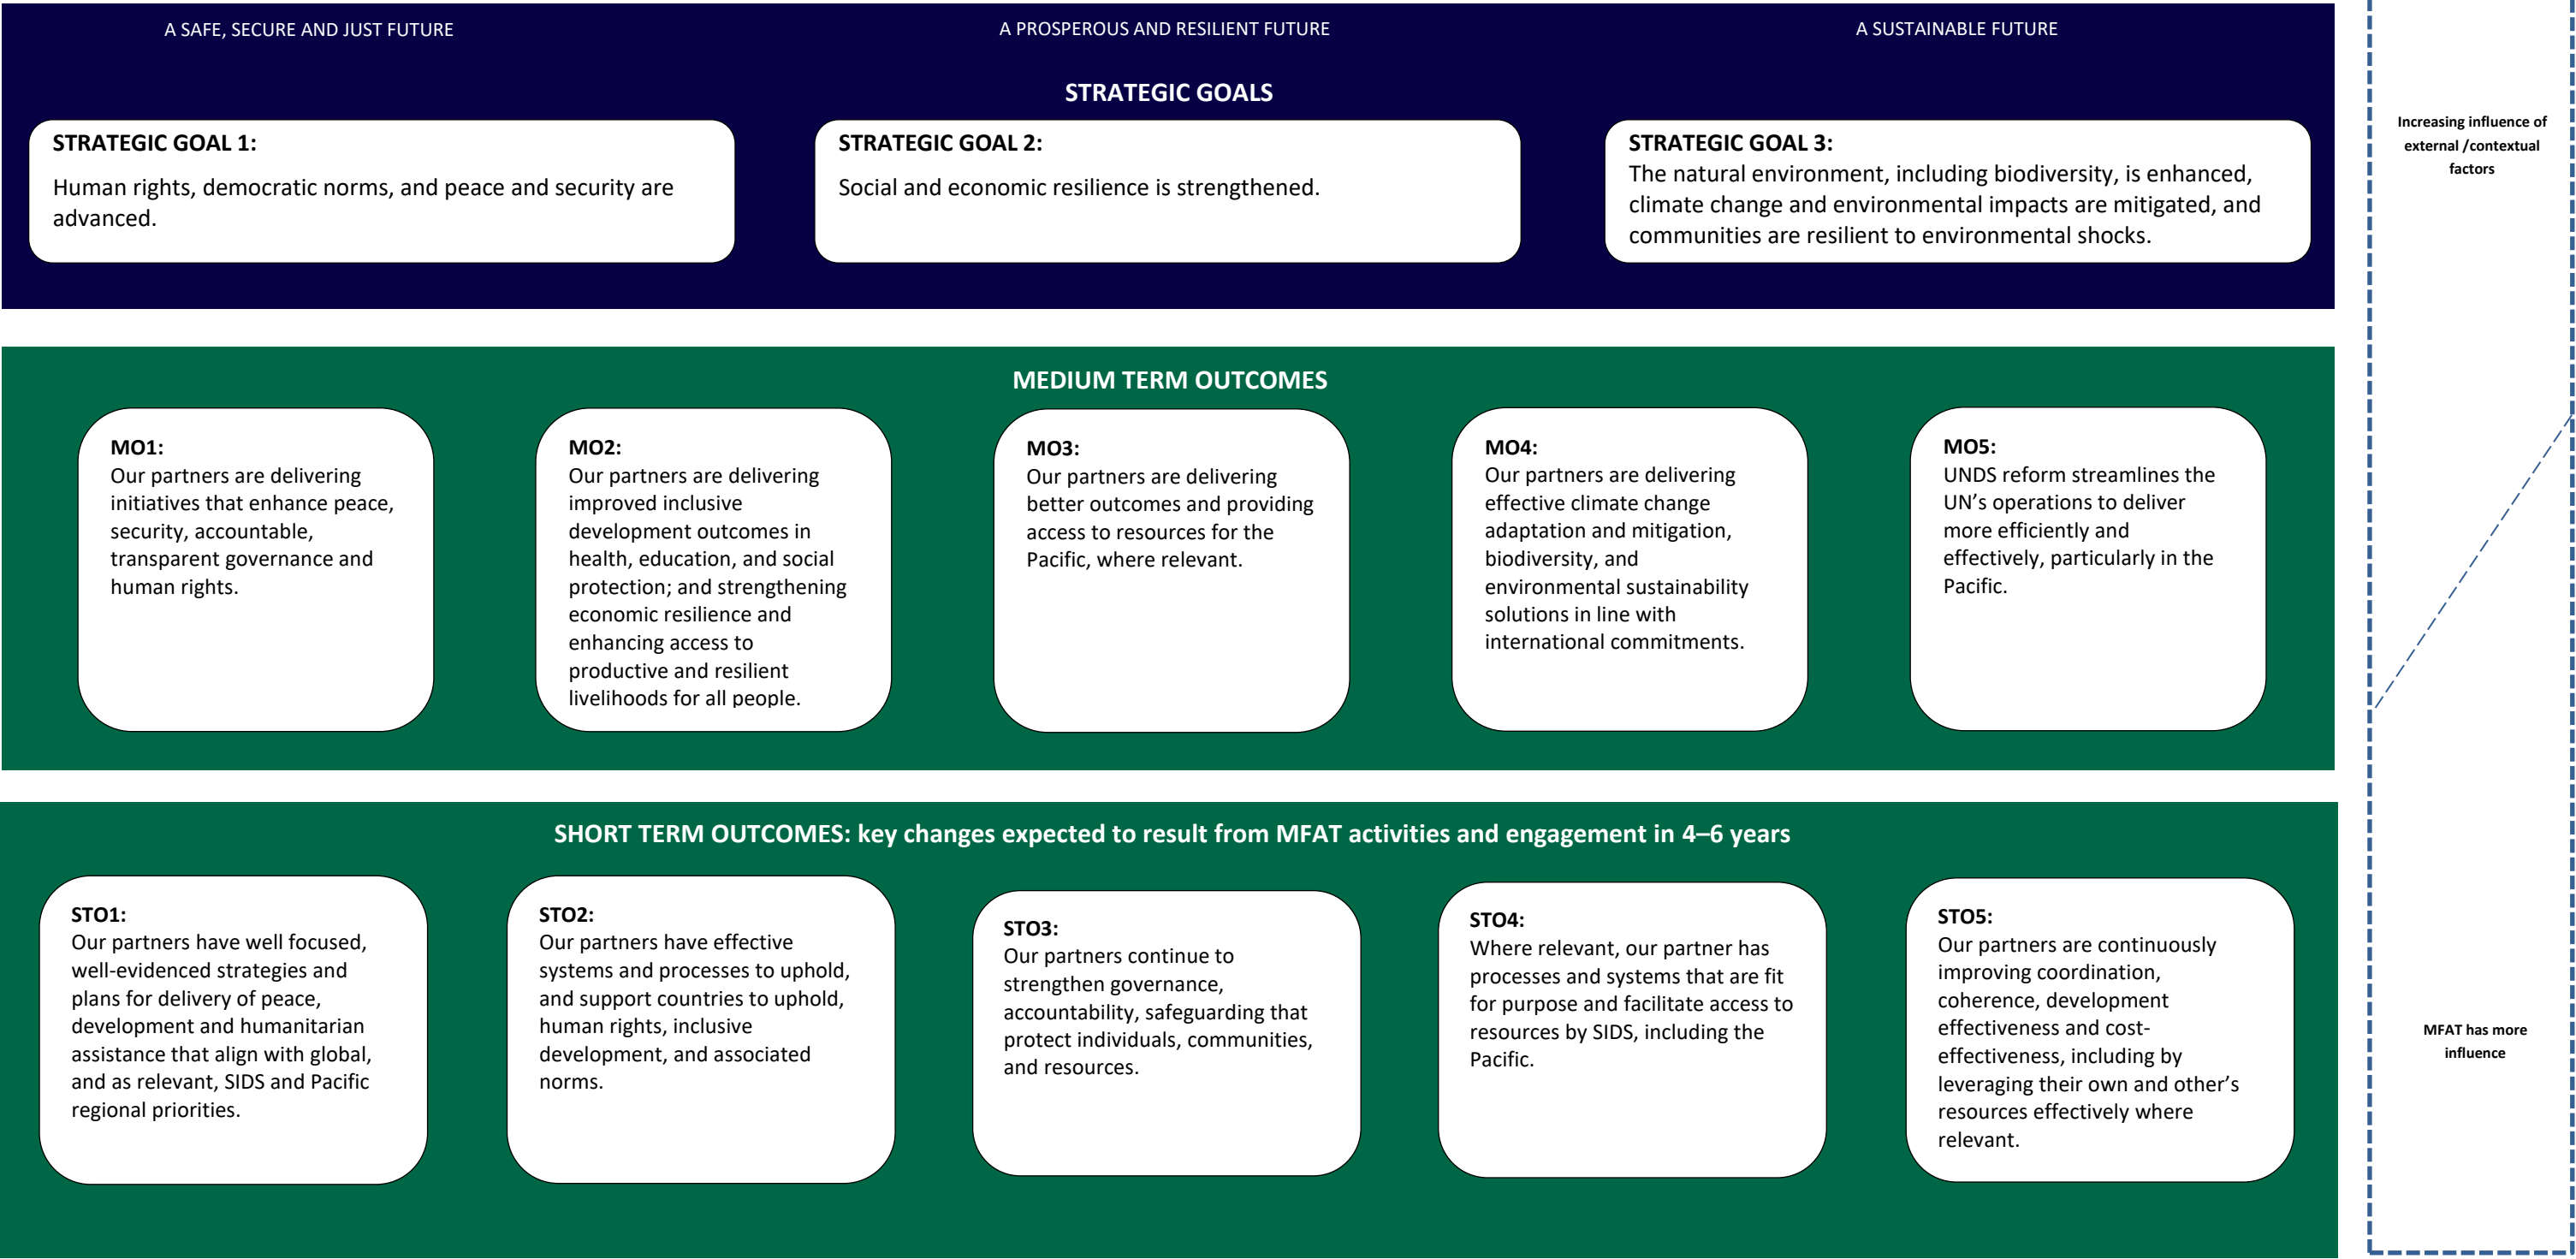 A SAFE, SECURE AND JUST FUTURE
A PROSPEROUS AND RESILIENT FUTURE
A SUSTAINABLE FUTURE
STRATEGIC GOALS
STRATEGIC GOAL 1:
Human rights, democratic norms, and peace and security are
advanced.
STRATEGIC GOAL 2:
Social and economic resilience is strengthened.
STRATEGIC GOAL 3:
The natural environment, including biodiversity, is enhanced,
climate change and environmental impacts are mitigated, and
communities are resilient to environmental shocks.
Increasing influence of
external /contextual
factors
MEDIUM TERM OUTCOMES
MO1:
Our partners are delivering
initiatives that enhance peace,
security, accountable,
transparent governance and
human rights.
MO2:
Our partners are delivering
improved inclusive
development outcomes in
health, education, and social
protection; and strengthening
economic resilience and
enhancing access to
productive and resilient
livelihoods for all people.
MO3:
Our partners are delivering
better outcomes and providing
access to resources for the
Pacific, where relevant.
MO4:
Our partners are delivering
effective climate change
adaptation and mitigation,
biodiversity, and
environmental sustainability
solutions in line with
international commitments.
MO5:
UNDS reform streamlines the
UN’s operations to deliver
more efficiently and
effectively, particularly in the
Pacific.
SHORT TERM OUTCOMES: key changes expected to result from MFAT activities and engagement in 4–6 years
STO1:
Our partners have well focused,
well-evidenced strategies and
plans for delivery of peace,
development and humanitarian
assistance that align with global,
and as relevant, SIDS and Pacific
regional priorities.
STO2:
Our partners have effective
systems and processes to uphold,
and support countries to uphold,
human rights, inclusive
development, and associated
norms.
STO3:
Our partners continue to
strengthen governance,
accountability, safeguarding that
protect individuals, communities,
and resources.
STO4:
Where relevant, our partner has
processes and systems that are fit
for purpose and facilitate access to
resources by SIDS, including the
Pacific.
STO5:
Our partners are continuously
improving coordination,
coherence, development
effectiveness and cost-
effectiveness, including by
leveraging their own and other’s
resources effectively where
relevant.
MFAT has more
influence